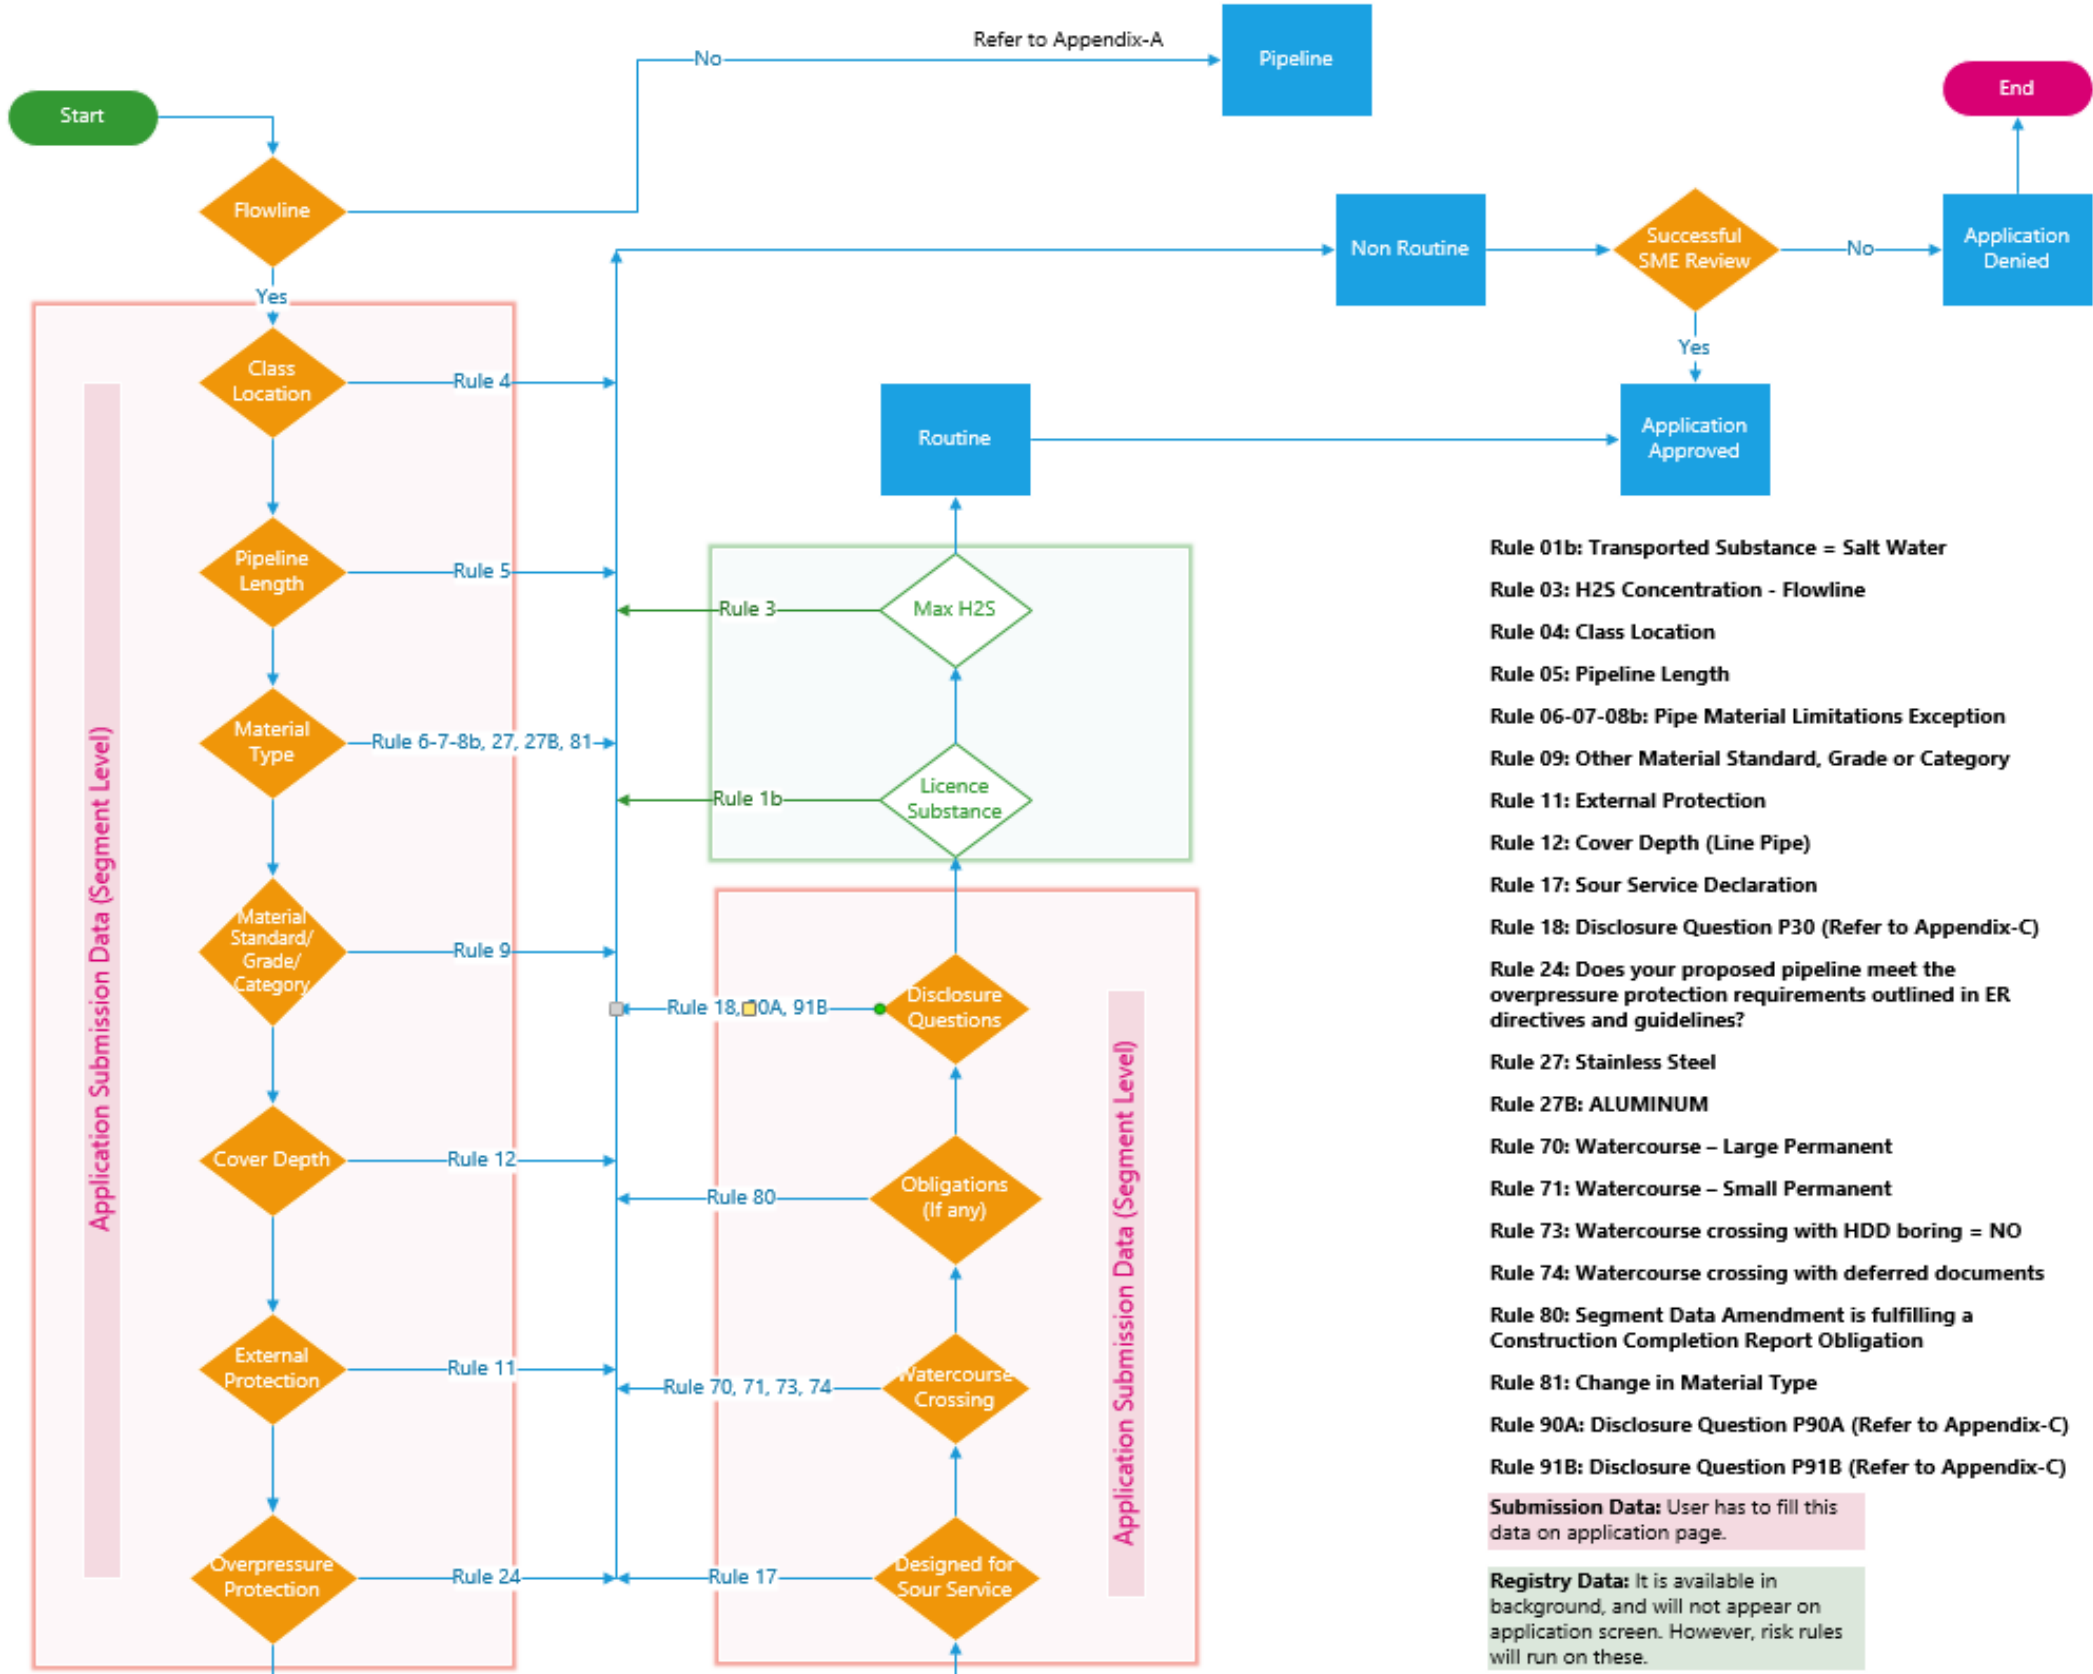 Refer to Appendix-A
No
Pipeline
Start
End
Flowline
Yes
Non Routine
Successful
SME Review
No
Application
Denied
Yes
Class
Location
Rule 4
Routine
Application
Approved
Pipeline
Length
Rule 5
Rule 3
Max H2S
Material
Type
Rule 6-7-8b, 27, 27B, 81
Rule 1b
Licence
Substance
Material
Standard/
Grade/
Category
Rule 9
Rule 18, 90A, 91B
Disclosure
Questions
Cover Depth
Rule 12
Rule 80
Obligations
(If any)
External
Protection
Rule 11
Rule 70, 71, 73, 74
Watercourse
Crossing
Overpressure
Protection
Rule 24
Rule 17
Designed for
Sour Service
Application Submission Data (Segment Level)
Application Submission Data (Segment Level)
Rule 01b: Transported Substance = Salt Water
Rule 03: H2S Concentration - Flowline
Rule 04: Class Location
Rule 05: Pipeline Length
Rule 06-07-08b: Pipe Material Limitations Exception
Rule 09: Other Material Standard, Grade or Category
Rule 11: External Protection
Rule 12: Cover Depth (Line Pipe)
Rule 17: Sour Service Declaration
Rule 18: Disclosure Question P30 (Refer to Appendix-C)
Rule 24: Does your proposed pipeline meet the
overpressure protection requirements outlined in ER
directives and guidelines?
Rule 27: Stainless Steel
Rule 27B: ALUMINUM
Rule 70: Watercourse – Large Permanent
Rule 71: Watercourse – Small Permanent
Rule 73: Watercourse crossing with HDD boring = NO
Rule 74: Watercourse crossing with deferred documents
Rule 80: Segment Data Amendment is fulfilling a
Construction Completion Report Obligation
Rule 81: Change in Material Type
Rule 90A: Disclosure Question P90A (Refer to Appendix-C)
Rule 91B: Disclosure Question P91B (Refer to Appendix-C)
Submission Data: User has to fill this
data on application page.
Registry Data: It is available in
background, and will not appear on
application screen. However, risk rules
will run on these.